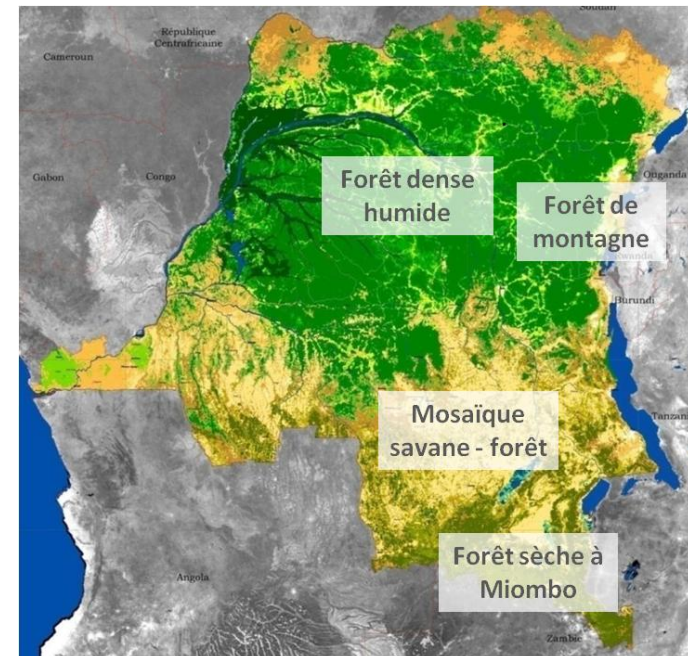 Soudan
République
Centrafricaine
Cameroun
Gabon
Congo
Forêt dense
humide
Ouganda
Forêt de
montagne
Rwanda
Burundi
Mosaïque
savane - forêt
Tanzani
Forêt sèche à
Miombo
Angola
Zambie